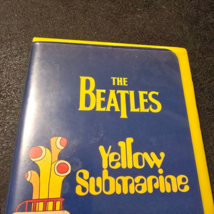 THE
BEATLES
Yellow
Submarine